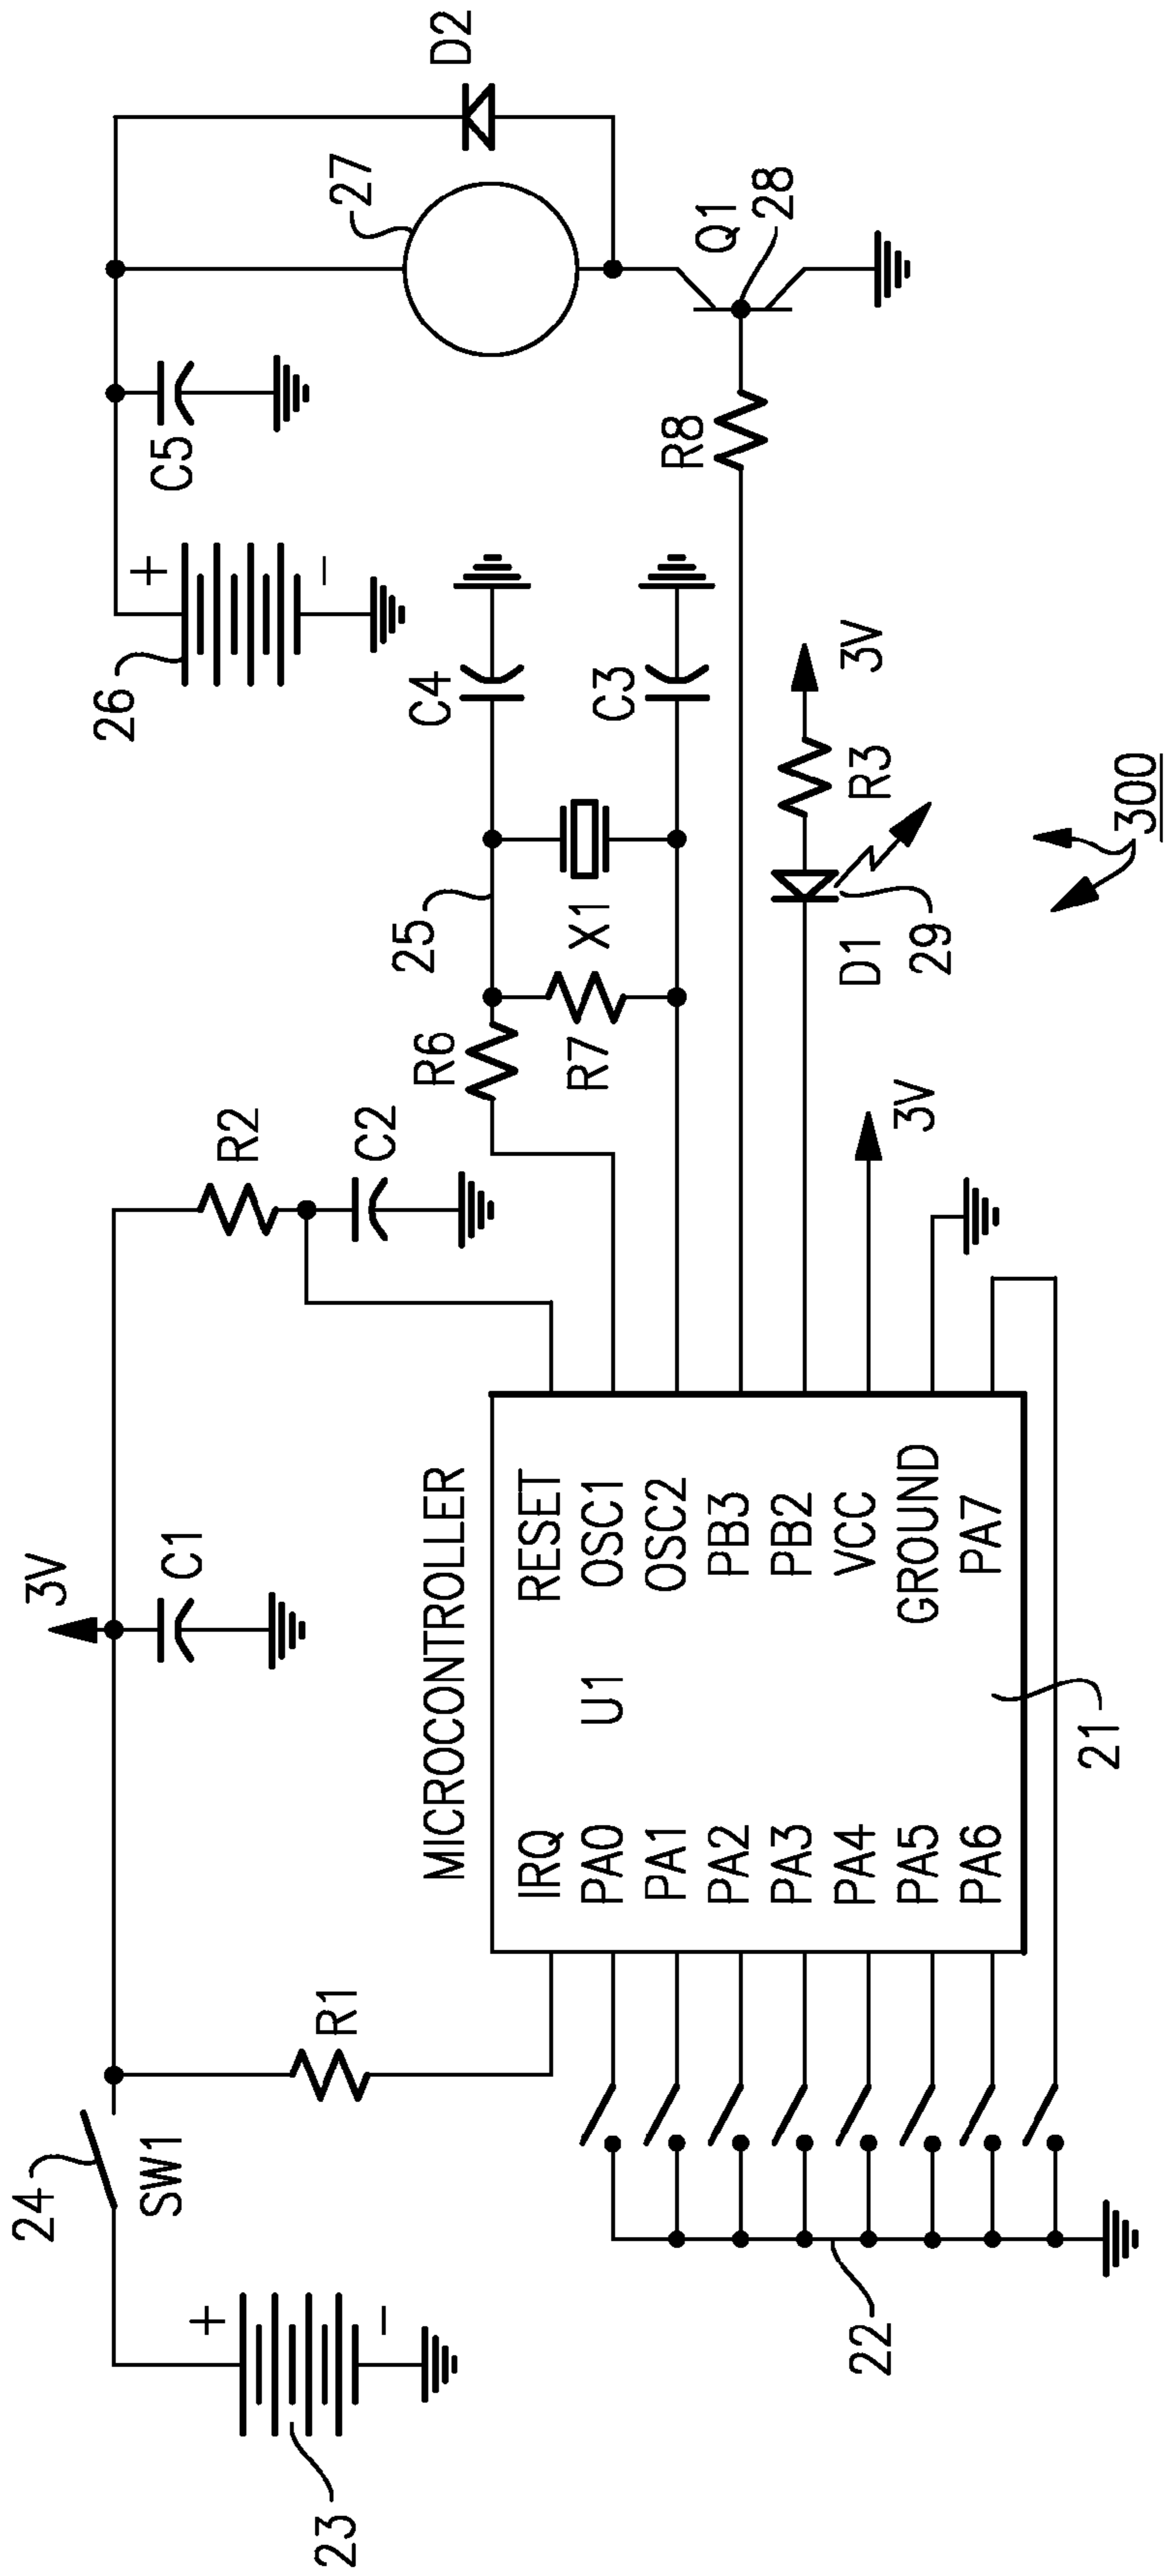 24
SW1
23
+
−
R1
3V
C1
R2
C2
26
+
−
C5
27
D2
MICROCONTROLLER
IRQ
RESET
PA0
U1
OSC1
PA1
OSC2
PA2
PB3
PA3
PB2
PA4
VCC
PA5
GROUND
PA6
PA7
21
22
R6
25
C4
R7
X1
C3
R8
Q1
28
D1
29
R3
3V
3V
300